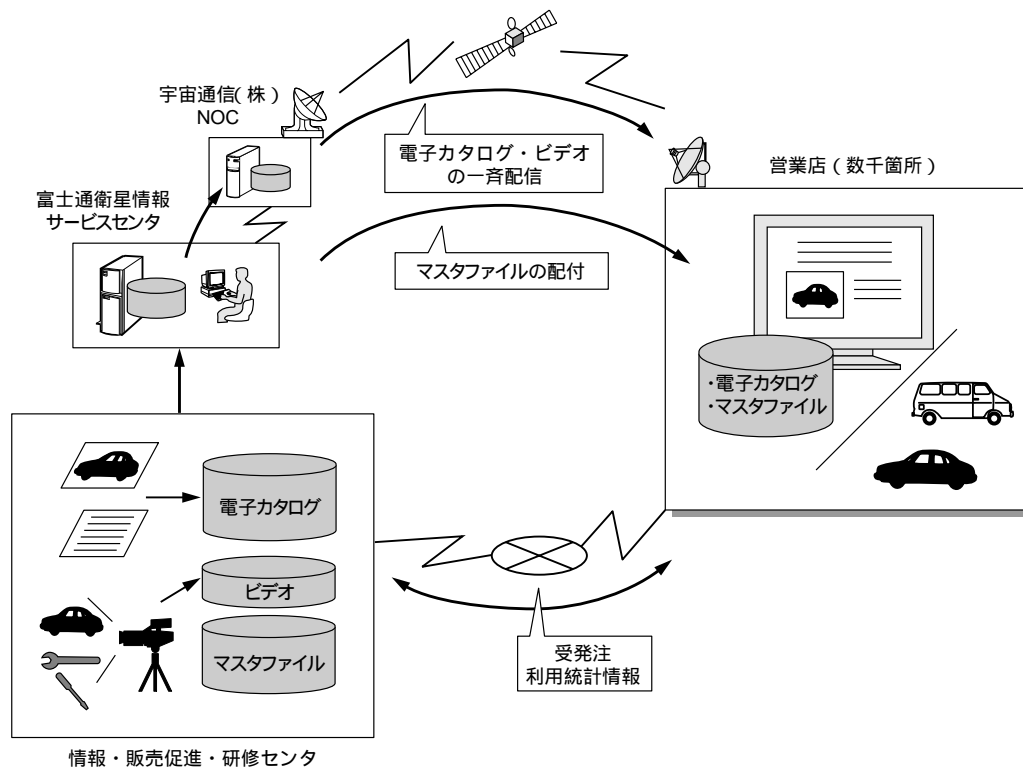 宇宙通信(株)
NOC
電子カタログ・ビデオ
の一斉配信
営業店(数千箇所)
富士通衛星情報
サービスセンタ
マスタファイルの配付
・電子カタログ
・マスタファイル
電子カタログ
ビデオ
マスタファイル
受発注
利用統計情報
情報・販売促進・研修センタ